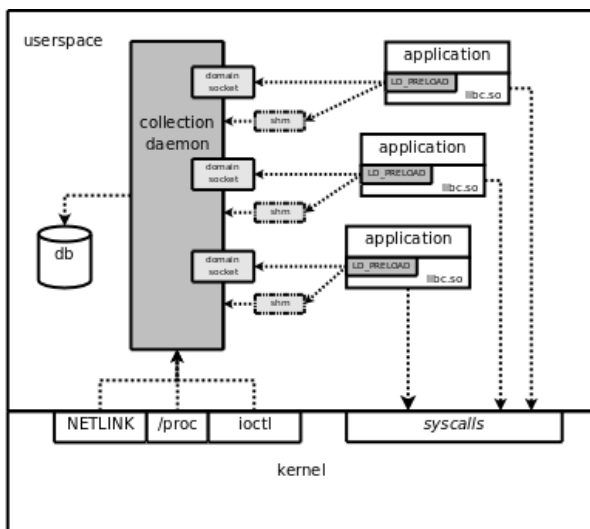 userspace
application
LD_PRELOAD
libc.so
domain
socket
shm
collection
daemon
application
LD_PRELOAD
libc.so
domain
socket
shm
application
LD_PRELOAD
libc.so
domain
socket
shm
db
NETLINK
/proc
ioctl
syscalls
kernel